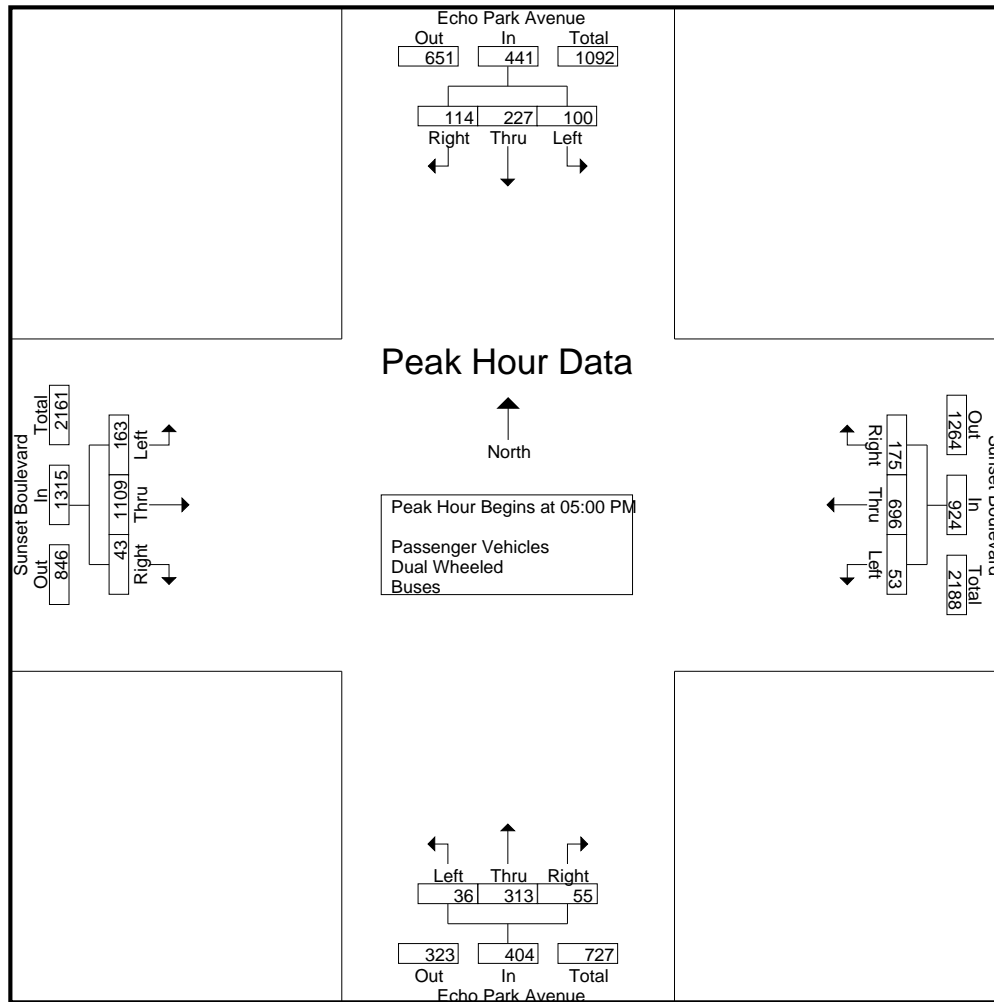 Echo Park Avenue
Out In Total
651 441 1092
114 227 100
Right Thru Left
Peak Hour Data
North
Peak Hour Begins at 05:00 PM
Passenger Vehicles
Dual Wheeled
Buses
Sunset Boulevard
Out In Total
846 1315 2161
Left Thru Right
163 1109 43
Sunset Boulevard
Out In Total
1264 924 2188
175 696 53
Right Thru Left
Left Thru Right
36 313 55
323 404 727
Out In Total
Echo Park Avenue